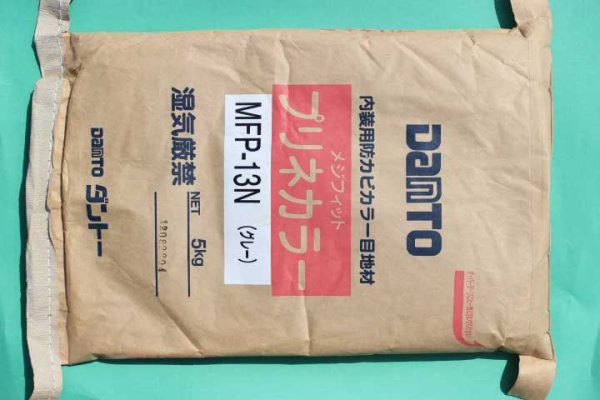 DanTO
内装用防カビカラー目地材
メジフィット
プリネカラー
MFP-13N (グレー)
湿気厳禁
NET 5kg
DanTO ダントー